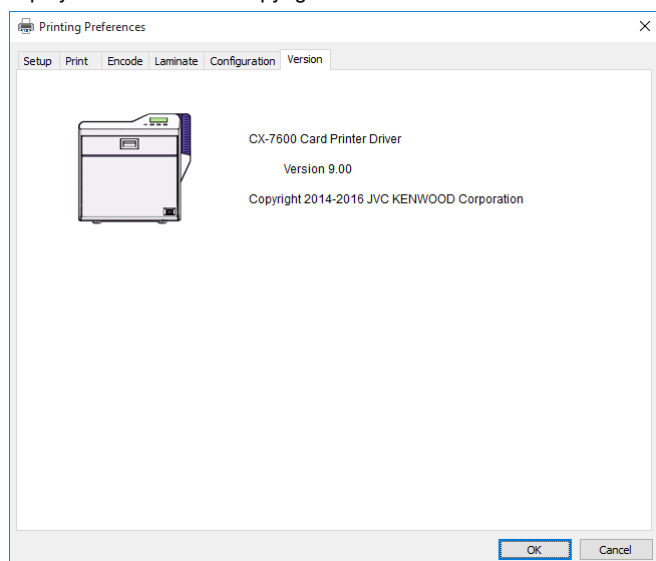 Printing Preferences
Setup Print Encode Laminate Configuration Version
CX-7600 Card Printer Driver
Version 9.00
Copyright 2014-2016 JVC KENWOOD Corporation
OK Cancel